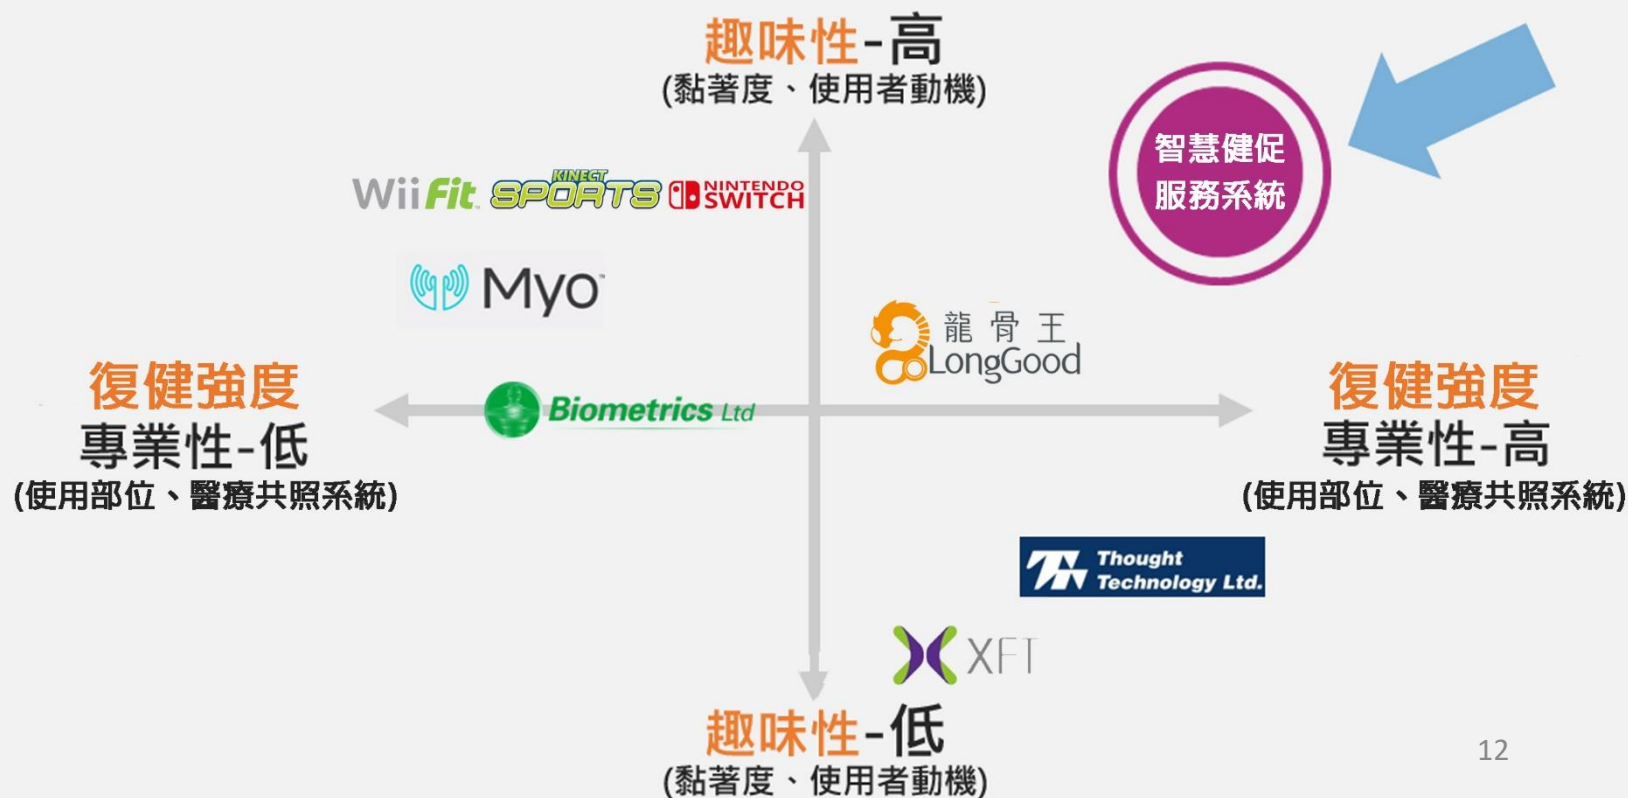 趣味性-高
(黏著度、使用者動機)
智慧健促
服務系統
Wii Fit
KINECT
SPORTS
NINTENDO
SWITCH
Myo
龍骨王
LongGood
復健強度
專業性-低
(使用部位、醫療共照系統)
Biometrics Ltd
復健強度
專業性-高
(使用部位、醫療共照系統)
Thought
Technology Ltd.
XFT
趣味性-低
(黏著度、使用者動機)
12